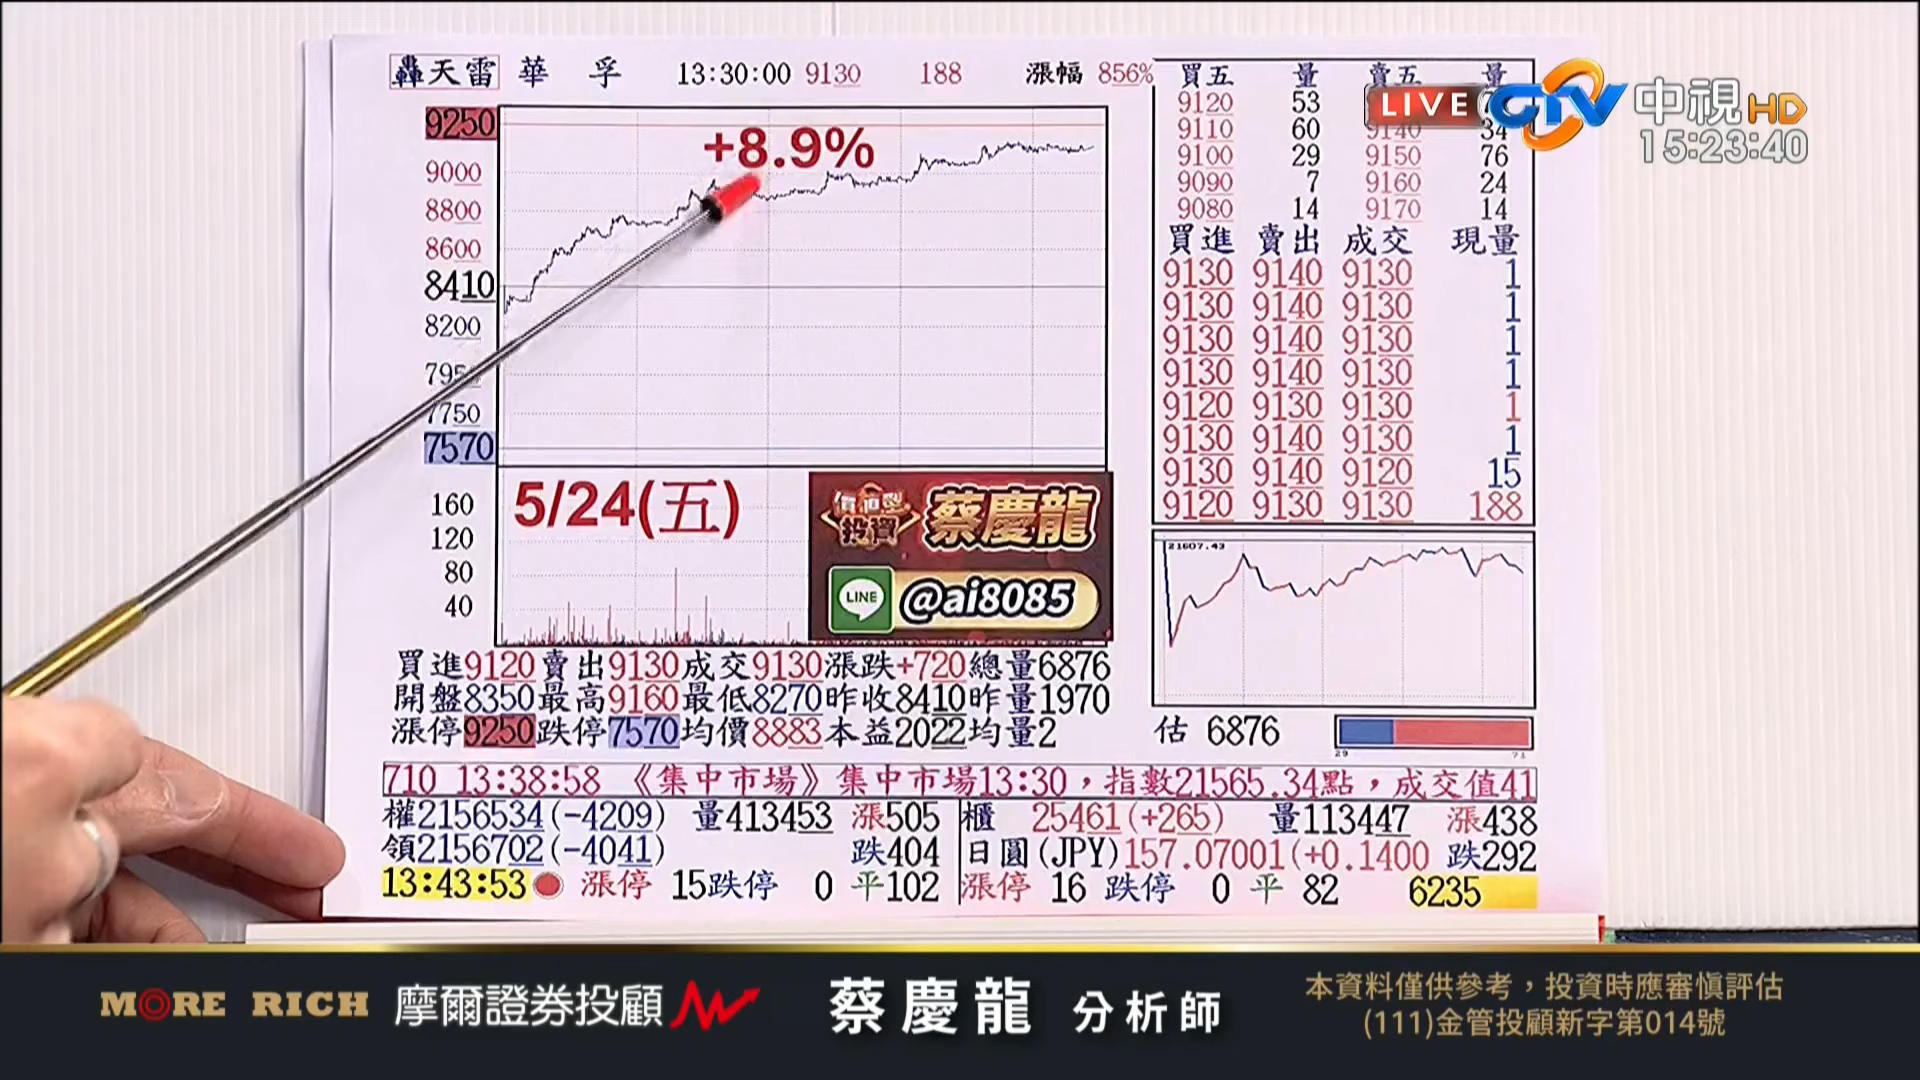 轟天雷 華 孚 13:30:00 9130 188 漲幅 856%
9250
9000
8800
8600
8410
8200
7750
7570
+8.9%
160
120
80
40
5/24(五)
價值型
投資
蔡慶龍
LINE @ai8085
買五 量 賣五 量
9120 53
9110 60 9140 34
9100 29 9150 76
9090 7 9160 24
9080 14 9170 14
買進 賣出 成交 現量
9130 9140 9130 1
9130 9140 9130 1
9130 9140 9130 1
9130 9140 9130 1
9120 9130 9130 1
9130 9140 9130 1
9130 9140 9120 15
9120 9130 9130 188
21607.43
估 6876
29 71
買進9120賣出9130成交9130漲跌+720總量6876
開盤8350最高9160最低8270昨收8410昨量1970
漲停9250跌停7570均價8883本益2022均量2
710 13:38:58 《集中市場》集中市場13:30，指數21565.34點，成交值41
權2156534(-4209) 量413453 漲505
領2156702(-4041) 跌404
13:43:53 漲停 15跌停 0 平102
櫃 25461(+265) 量113447 漲438
日圓(JPY)157.07001(+0.1400 跌292
漲停 16 跌停 0 平 82 6235
LIVE CTV 中視HD
15:23:40
MORE RICH 摩爾證券投顧
蔡慶龍 分析師
本資料僅供參考，投資時應審慎評估
(111)金管投顧新字第014號